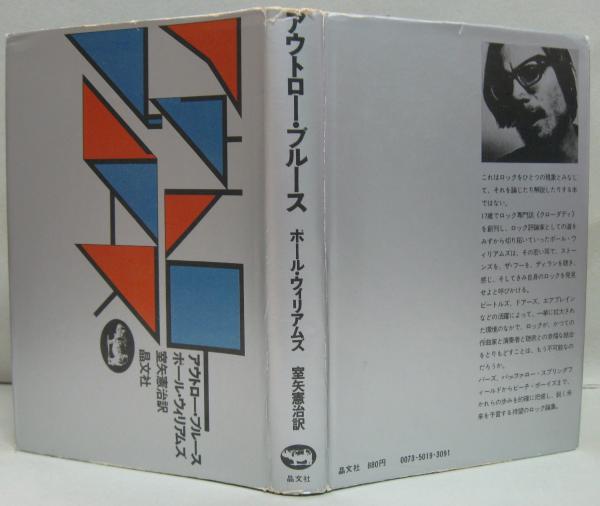 アウトロー・ブルース
ポール・ウィリアムズ
室矢憲治訳
晶文社
アウトロー・ブルース
ポール・ウィリアムズ
室矢憲治訳
晶文社
これはロックをひとつの現象とみなし
て、それを論じたり解説したりする本
ではない。
17歳でロック専門誌《クローダディ》
を創刊し、ロック評論家としての道を
みずから切り拓いていったポール・ウ
ィリアムズは、その若い耳で、ストー
ンズを、ザ・フーを、ディランを聴き、
感じ、そしてきみ自身のロックを発見
せよと呼びかける。
ビートルズ、ドアーズ、エアプレイン
などの活躍によって、一挙に拡大され
た環境のなかで、ロックが、かつての
作曲家と演奏者と聴衆との幸福な結合
をとりもどすことは、もう不可能なの
だろうか。
バーズ、バッファロー・スプリングフ
ィールドからビーチ・ボーイズまで、
かれらの歩みを的確に把握し、鋭く未
来を予言する待望のロック論集。
晶文社 880円 0073-5019-3091